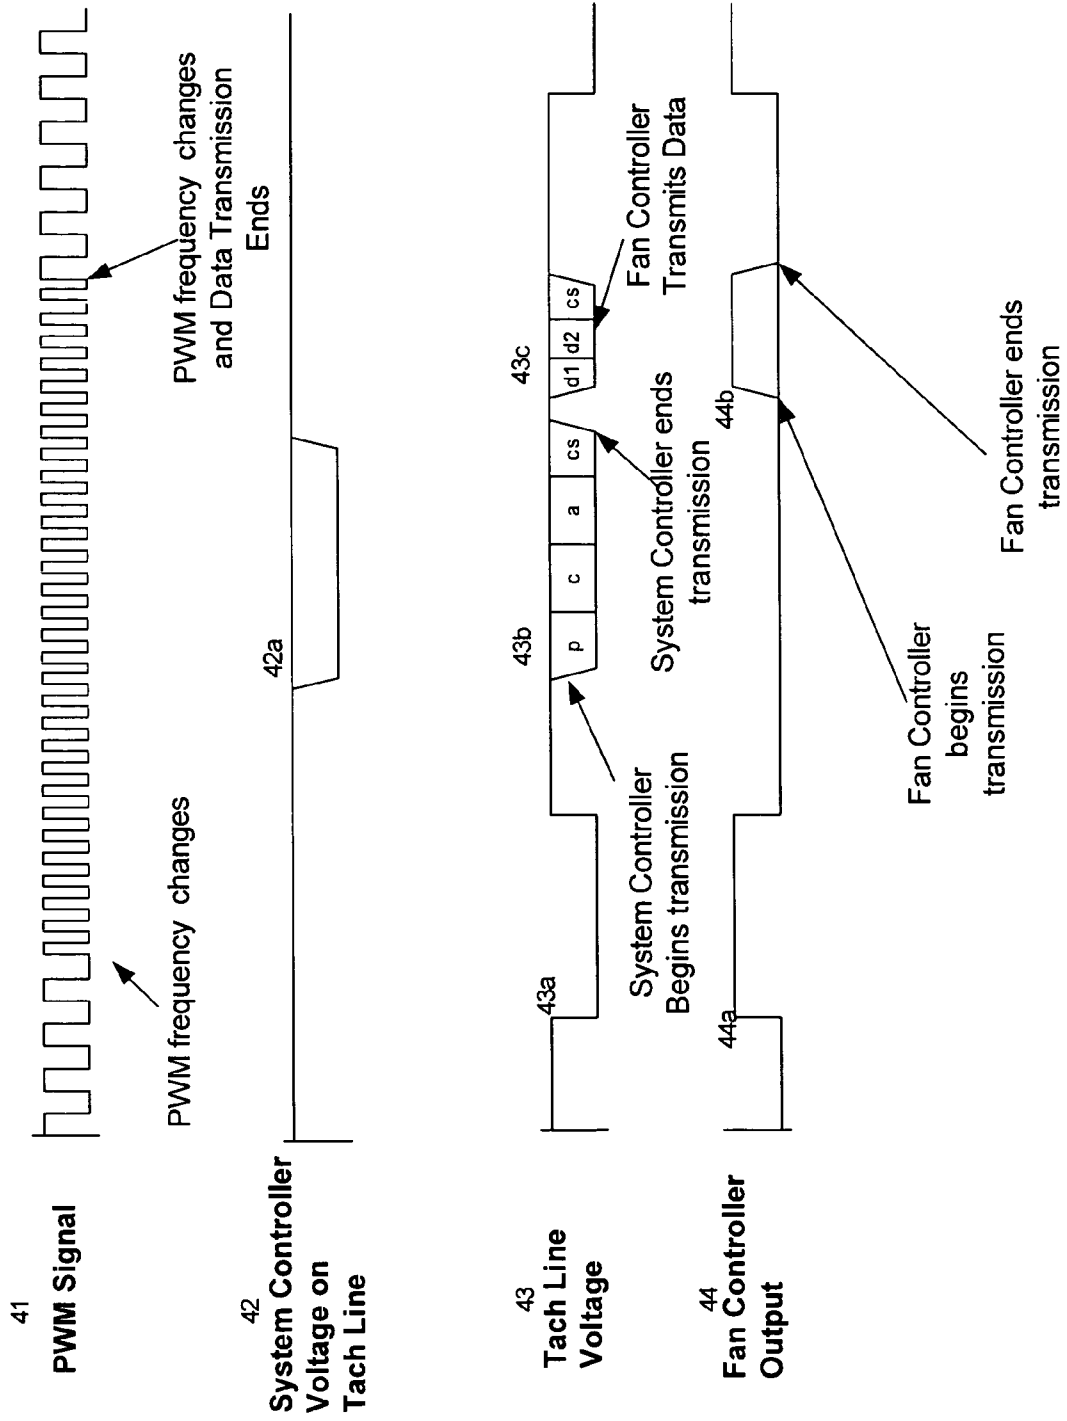 41
PWM Signal
PWM frequency changes
PWM frequency changes
and Data Transmission
Ends
42
System Controller
Voltage on
Tach Line
42a
43
Tach Line
Voltage
43a
43b
43c
p
c
a
cs
d1
d2
cs
System Controller
Begins transmission
System Controller ends
transmission
Fan Controller
Transmits Data
44
Fan Controller
Output
44a
44b
Fan Controller
begins
transmission
Fan Controller ends
transmission